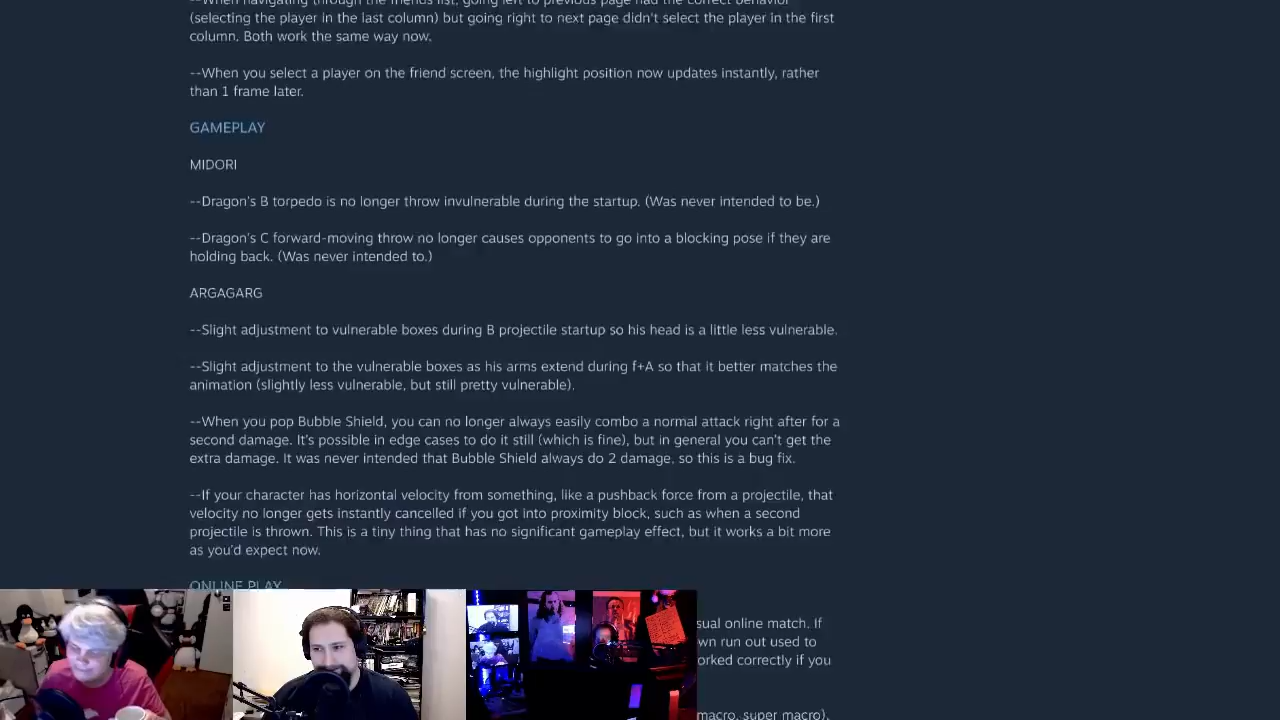 --When navigating through the friends list, going left to previous page had the correct behavior
(selecting the player in the last column) but going right to next page didn't select the player in the first
column. Both work the same way now.
--When you select a player on the friend screen, the highlight position now updates instantly, rather
than 1 frame later.
GAMEPLAY
MIDORI
--Dragon's B torpedo is no longer throw invulnerable during the startup. (Was never intended to be.)
--Dragon's C forward-moving throw no longer causes opponents to go into a blocking pose if they are
holding back. (Was never intended to.)
ARGAGARG
--Slight adjustment to vulnerable boxes during B projectile startup so his head is a little less vulnerable.
--Slight adjustment to the vulnerable boxes as his arms extend during f+A so that it better matches the
animation (slightly less vulnerable, but still pretty vulnerable).
--When you pop Bubble Shield, you can no longer always easily combo a normal attack right after for a
second damage. It's possible in edge cases to do it still (which is fine), but in general you can't get the
extra damage. It was never intended that Bubble Shield always do 2 damage, so this is a bug fix.
--If your character has horizontal velocity from something, like a pushback force from a projectile, that
velocity no longer gets instantly cancelled if you got into proximity block, such as when a second
projectile is thrown. This is a tiny thing that has no significant gameplay effect, but it works a bit more
as you'd expect now.
ONLINE PLAY
sual online match. If
wn run out used to
orked correctly if you
macro, super macro),